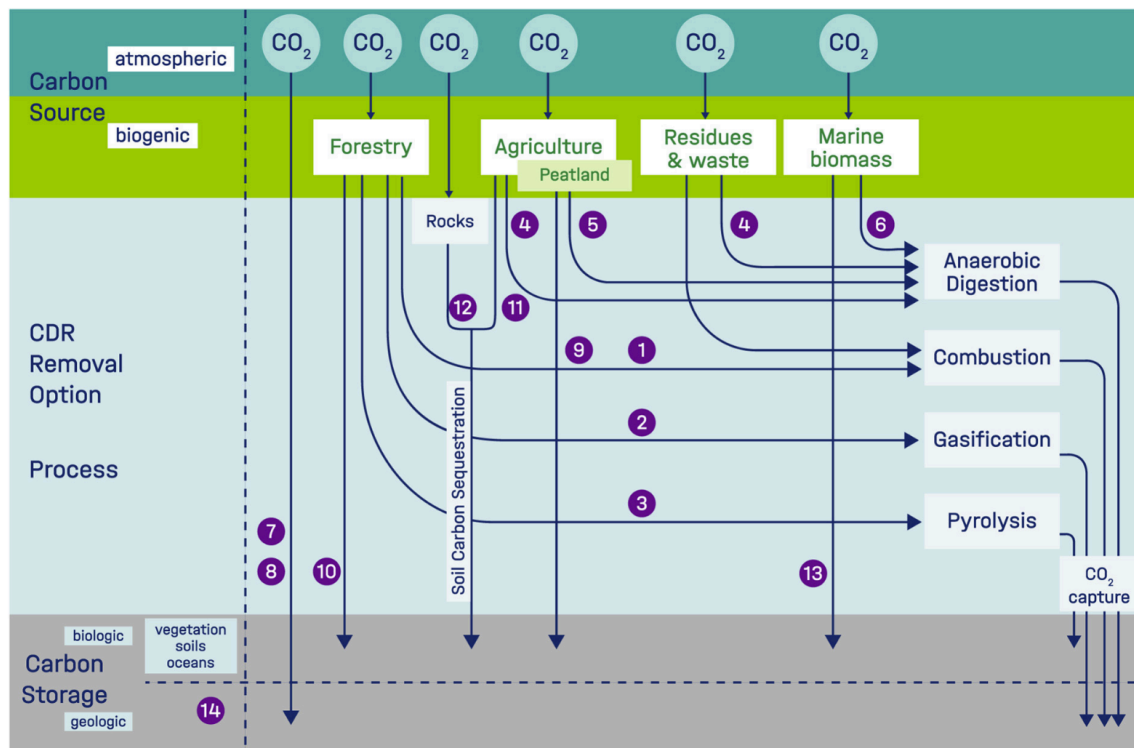 CO2
CO2
CO2
CO2
CO2
CO2
atmospheric
Carbon
Source
biogenic
Forestry
Agriculture
Peatland
Residues
& waste
Marine
biomass
Rocks
4
5
4
6
Anaerobic
Digestion
12
11
CDR
Removal
Option
9
1
Combustion
2
Gasification
Soil Carbon Sequestration
Process
3
Pyrolysis
7
8
10
13
CO2
capture
biologic
vegetation
soils
oceans
Carbon
Storage
14
geologic